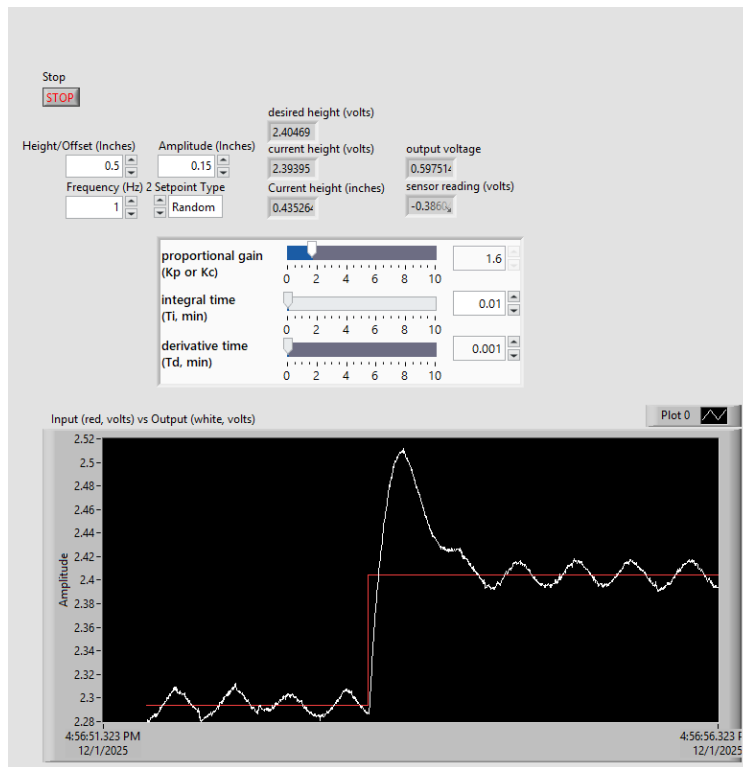 Stop
STOP
desired height (volts)
2.40469
Height/Offset (Inches) Amplitude (Inches) current height (volts) output voltage
0.5 0.15 2.39395 0.597514
Frequency (Hz) 2 Setpoint Type Current height (inches) sensor reading (volts)
1 Random 0.435264 -0.3860
proportional gain
(Kp or Kc)
1.6
0 2 4 6 8 10
integral time
(Ti, min)
0.01
0 2 4 6 8 10
derivative time
(Td, min)
0.001
0 2 4 6 8 10
Input (red, volts) vs Output (white, volts) Plot 0
2.52
2.5
2.48
2.46
2.44
2.42
2.4
2.38
2.36
2.34
2.32
2.3
2.28
Amplitude
4:56:51.323 PM 4:56:56.323 P
12/1/2025 12/1/2025